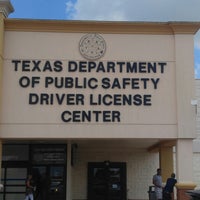 TEXAS DEPARTMENT
OF PUBLIC SAFETY
DRIVER LICENSE
CENTER